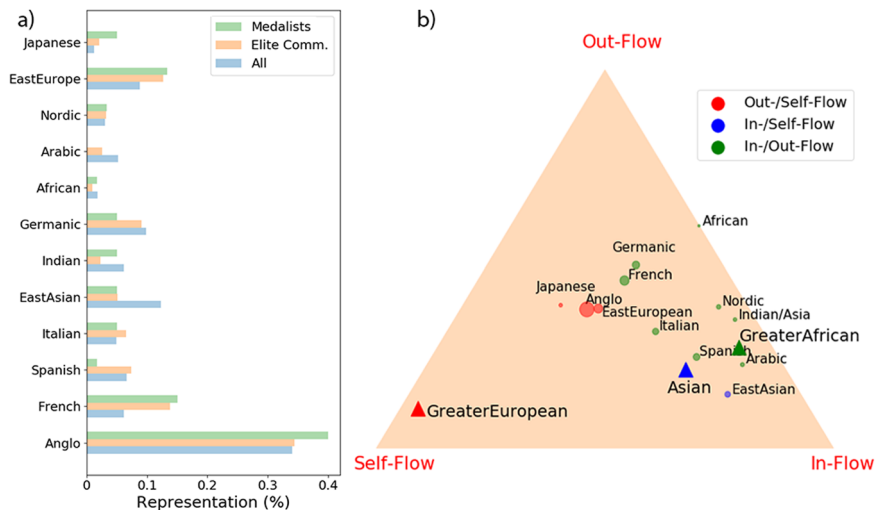 a)
Medalists
Elite Comm.
All
Japanese
EastEurope
Nordic
Arabic
African
Germanic
Indian
EastAsian
Italian
Spanish
French
Anglo
0 0.1 0.2 0.3 0.4
Representation (%)
b)
Out-Flow
Out-/Self-Flow
In-/Self-Flow
In-/Out-Flow
African
Germanic
French
Japanese
Anglo
EastEuropean
Italian
Nordic
Indian/Asia
GreaterAfrican
Spanish
Arabic
Asian
EastAsian
GreaterEuropean
Self-Flow
In-Flow